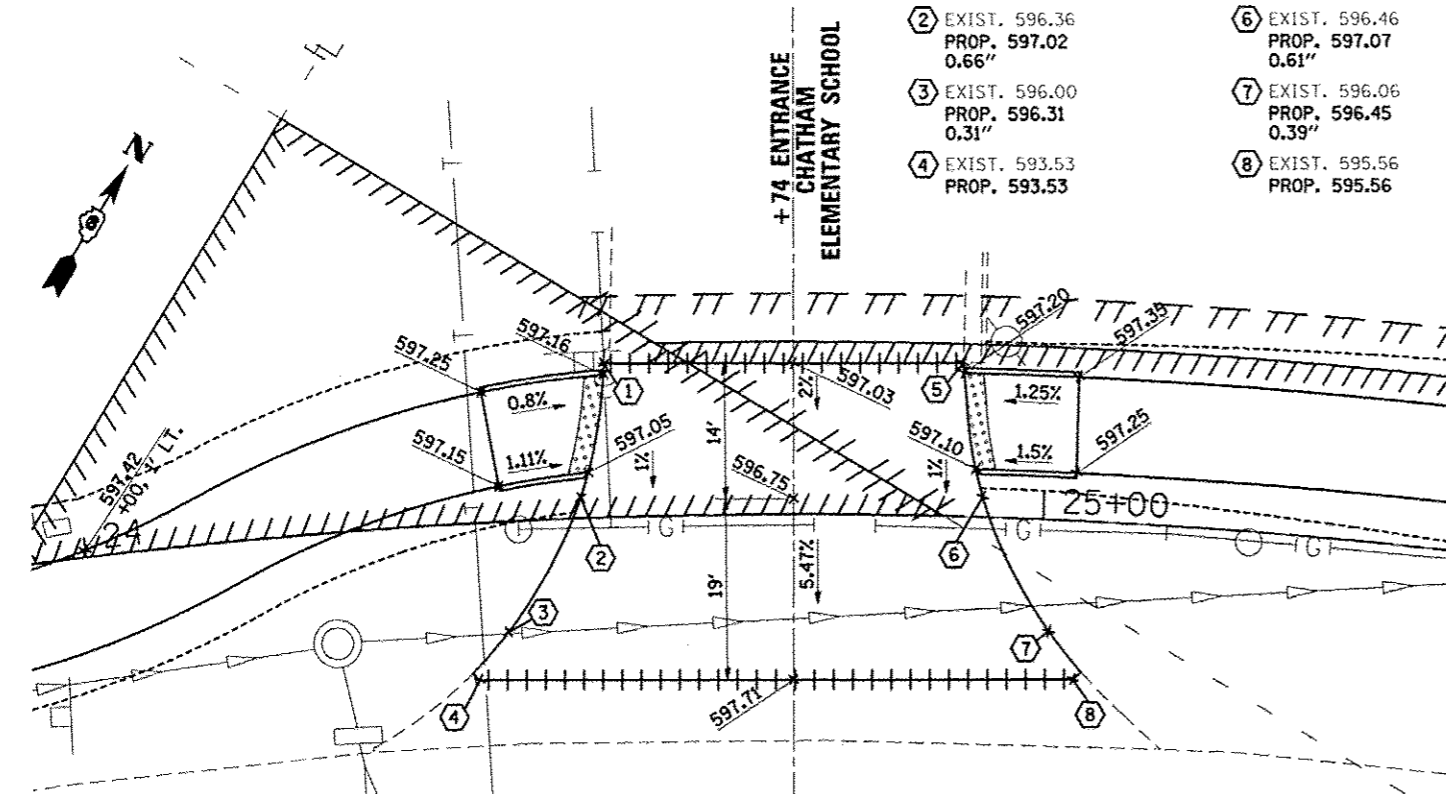 ② EXIST. 596.36
PROP. 597.02
0.66"
⑥ EXIST. 596.46
PROP. 597.07
0.61"
③ EXIST. 596.00
PROP. 596.31
0.31"
⑦ EXIST. 596.06
PROP. 596.45
0.39"
④ EXIST. 593.53
PROP. 593.53
⑧ EXIST. 595.56
PROP. 595.56
+74 ENTRANCE
CHATHAM
ELEMENTARY SCHOOL
N
597.16
597.25
597.20
597.39
0.8%
1
2%
597.03
5
1.25%
597.15
1.11%
597.05
1%
14'
596.75
597.10
1%
1.5%
597.25
25+00
597.42
LT.
24
G
G
G
2
19'
5.47%
6
3
7
4
597.71
8